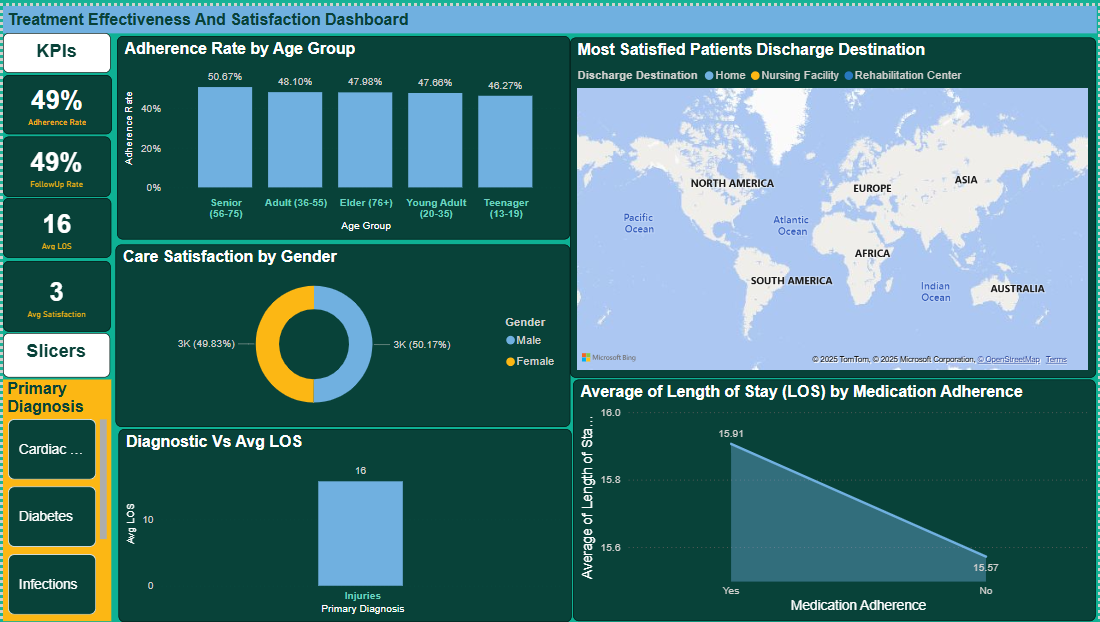 Treatment Effectiveness And Satisfaction Dashboard
KPIs
49%
Adherence Rate
49%
FollowUp Rate
16
Avg LOS
3
Avg Satisfaction
Slicers
Primary
Diagnosis
Cardiac ...
Diabetes
Infections
Adherence Rate by Age Group
Adherence Rate
40%
20%
0%
50.67%
48.10%
47.98%
47.66%
46.27%
Senior
(56-75)
Adult (36-55)
Elder (76+)
Young Adult
(20-35)
Teenager
(13-19)
Age Group
Care Satisfaction by Gender
3K (49.83%)
3K (50.17%)
Gender
Male
Female
Diagnostic Vs Avg LOS
Avg LOS
10
0
16
Injuries
Primary Diagnosis
Most Satisfied Patients Discharge Destination
Discharge Destination Home Nursing Facility Rehabilitation Center
NORTH AMERICA
EUROPE
ASIA
Pacific
Ocean
Atlantic
Ocean
AFRICA
SOUTH AMERICA
Indian
Ocean
AUSTRALIA
Microsoft Bing
© 2025 TomTom, © 2025 Microsoft Corporation, © OpenStreetMap Terms
Average of Length of Stay (LOS) by Medication Adherence
Average of Length of Sta...
16.0
15.8
15.6
15.91
15.57
Yes
No
Medication Adherence